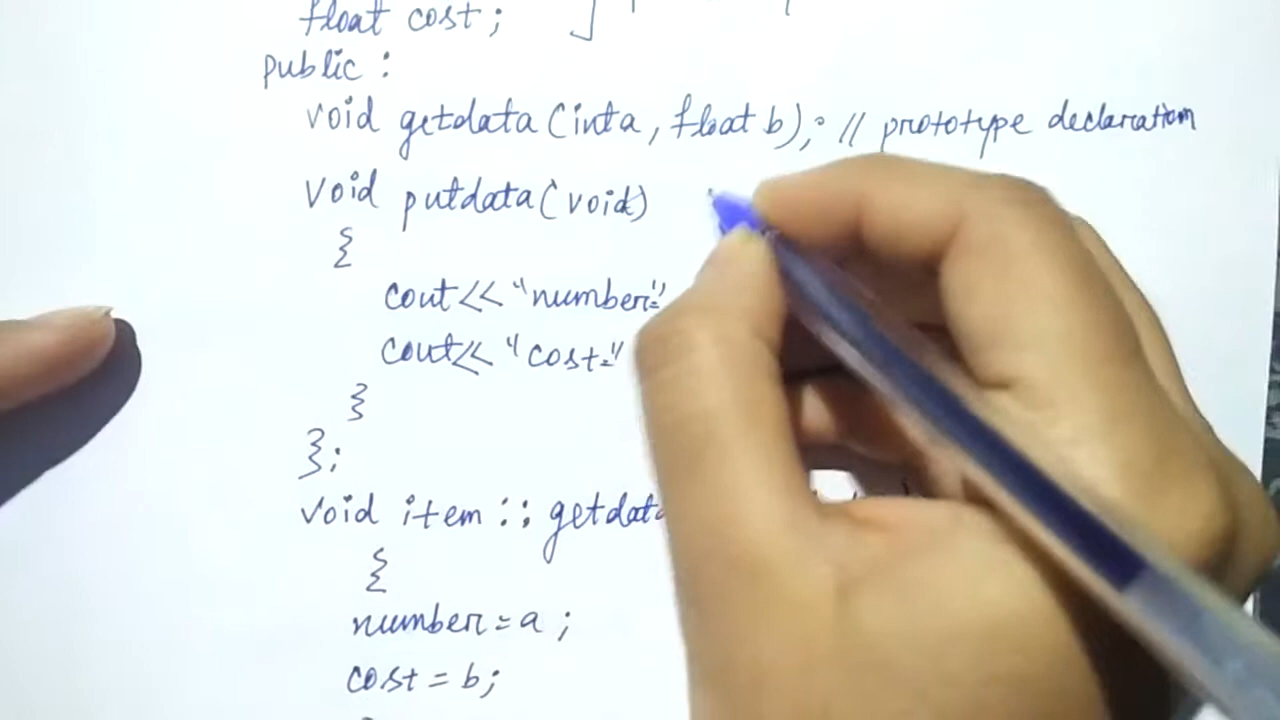 float cost;
public :
void getdata (int a, float b); // prototype declaration
void putdata (void)
{
cout << "number="
cout << "cost="
}
};
void item :: getdata
{
number = a ;
cost = b;